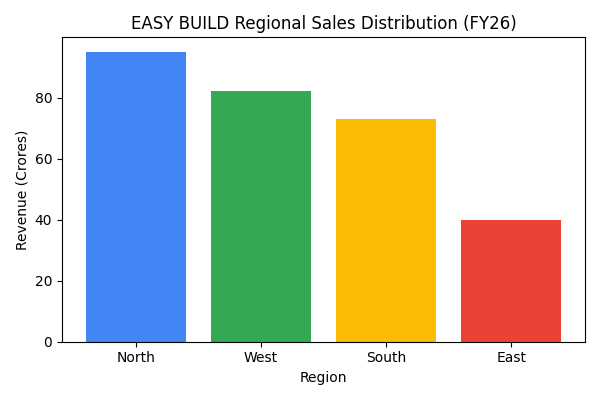 EASY BUILD Regional Sales Distribution (FY26)
Revenue (Crores)
80
60
40
20
0
North West South East
Region